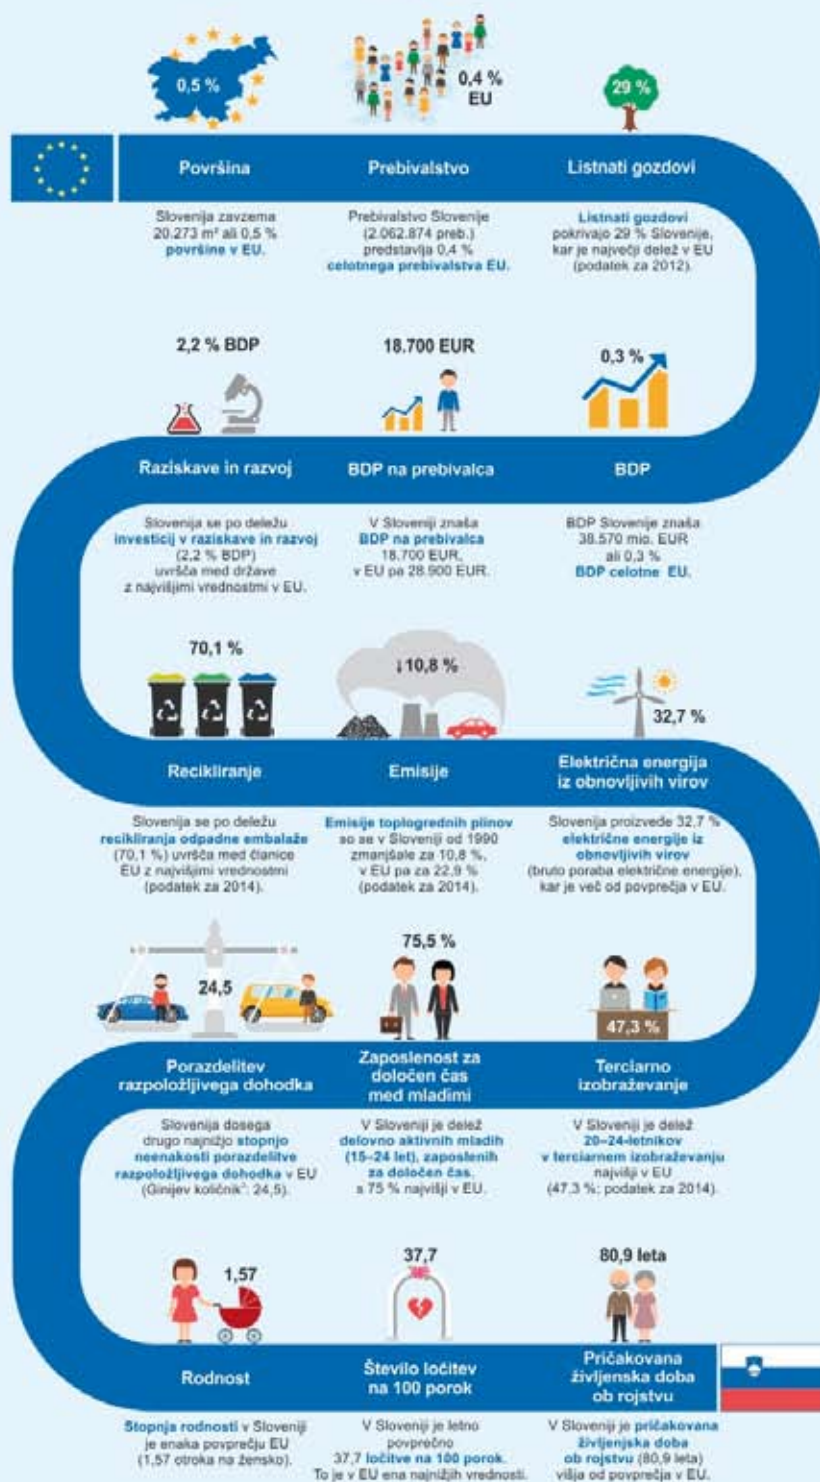 0,5 %
0,4 %
EU
29 %
Površina
Prebivalstvo
Listnati gozdovi
Slovenija zavzema
20.273 m² ali 0,5 %
površine v EU.
Prebivalstvo Slovenije
(2.062.874 preb.)
predstavlja 0,4 %
celotnega prebivalstva EU.
Listnati gozdovi
pokrivajo 29 % Slovenije,
kar je največji delež v EU
(podatek za 2012).
2,2 % BDP
18.700 EUR
0,3 %
Raziskave in razvoj
BDP na prebivalca
BDP
Slovenija se po deležu
investicij v raziskave in razvoj
(2,2 % BDP)
uvršča med države
z najvišjimi vrednostmi v EU.
V Sloveniji znaša
BDP na prebivalca
18.700 EUR,
v EU pa 28.900 EUR.
BDP Slovenije znaša
38.570 mio. EUR
ali 0,3 %
BDP celotne EU.
70,1 %
↓10,8 %
32,7 %
Recikliranje
Emisije
Električna energija
iz obnovljivih virov
Slovenija se po deležu
recikliranja odpadne embalaže
(70,1 %) uvršča med članice
EU z najvišjimi vrednostmi
(podatek za 2014).
Emisije toplogrednih plinov
so se v Sloveniji od 1990
zmanjšale za 10,8 %,
v EU pa za 22,9 %
(podatek za 2014).
Slovenija proizvede 32,7 %
električne energije iz
obnovljivih virov
(bruto poraba električne energije),
kar je več od povprečja v EU.
24,5
75,5 %
47,3 %
Porazdelitev
razpoložljivega dohodka
Zaposlenost za
določen čas
med mladimi
Terciarno
izobraževanje
Slovenija dosega
drugo najnižjo stopnjo
neenakosti porazdelitve
razpoložljivega dohodka v EU
(Ginijev količnik: 24,5).
V Sloveniji je delež
delovno aktivnih mladih
(15–24 let), zaposlenih
za določen čas,
s 75 % najvišji v EU.
V Sloveniji je delež
20–24-letnikov
v terciarnem izobraževanju
najvišji v EU
(47,3 %; podatek za 2014).
1,57
37,7
80,9 leta
Rodnost
Število ločitev
na 100 porok
Pričakovana
življenska doba
ob rojstvu
Stopnja rodnosti v Sloveniji
je enaka povprečju EU
(1,57 otroka na žensko).
V Sloveniji je letno
povprečno
37,7 ločitve na 100 porok.
To je v EU ena najnižjih vrednosti.
V Sloveniji je pričakovana
življenjska doba
ob rojstvu (80,9 leta)
višja od povprečja v EU.